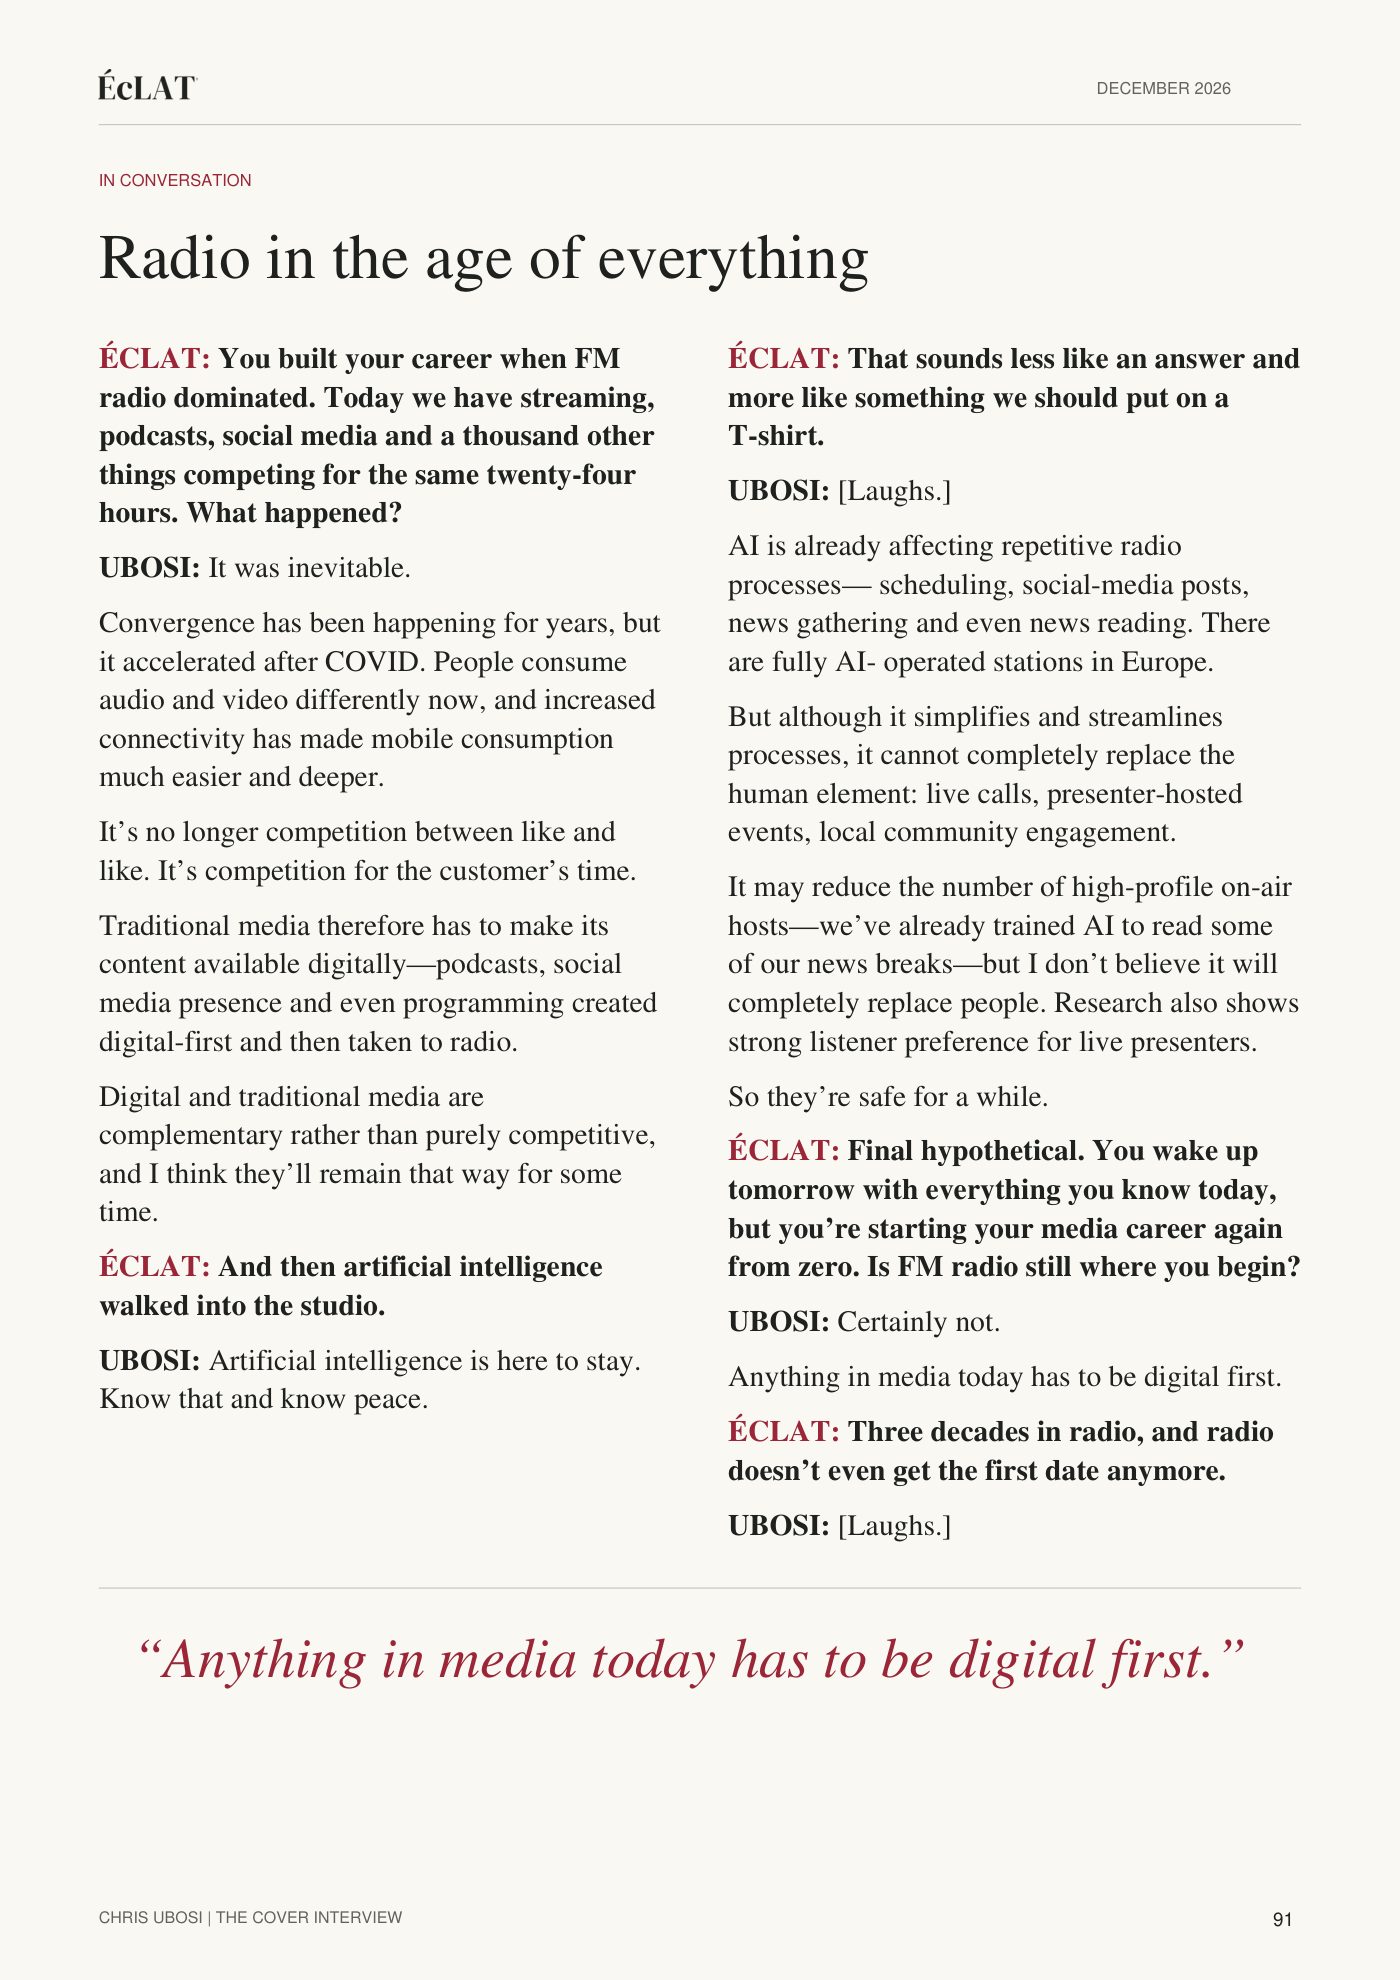 ÉcLAT
DECEMBER 2026
IN CONVERSATION
Radio in the age of everything
ÉCLAT: You built your career when FM
radio dominated. Today we have streaming,
podcasts, social media and a thousand other
things competing for the same twenty-four
hours. What happened?
UBOSI: It was inevitable.
Convergence has been happening for years, but
it accelerated after COVID. People consume
audio and video differently now, and increased
connectivity has made mobile consumption
much easier and deeper.
It’s no longer competition between like and
like. It’s competition for the customer’s time.
Traditional media therefore has to make its
content available digitally—podcasts, social
media presence and even programming created
digital-first and then taken to radio.
Digital and traditional media are
complementary rather than purely competitive,
and I think they’ll remain that way for some
time.
ÉCLAT: And then artificial intelligence
walked into the studio.
UBOSI: Artificial intelligence is here to stay.
Know that and know peace.
ÉCLAT: That sounds less like an answer and
more like something we should put on a
T-shirt.
UBOSI: [Laughs.]
AI is already affecting repetitive radio
processes— scheduling, social-media posts,
news gathering and even news reading. There
are fully AI- operated stations in Europe.
But although it simplifies and streamlines
processes, it cannot completely replace the
human element: live calls, presenter-hosted
events, local community engagement.
It may reduce the number of high-profile on-air
hosts—we’ve already trained AI to read some
of our news breaks—but I don’t believe it will
completely replace people. Research also shows
strong listener preference for live presenters.
So they’re safe for a while.
ÉCLAT: Final hypothetical. You wake up
tomorrow with everything you know today,
but you’re starting your media career again
from zero. Is FM radio still where you begin?
UBOSI: Certainly not.
Anything in media today has to be digital first.
ÉCLAT: Three decades in radio, and radio
doesn’t even get the first date anymore.
UBOSI: [Laughs.]
“Anything in media today has to be digital first.”
CHRIS UBOSI | THE COVER INTERVIEW
91